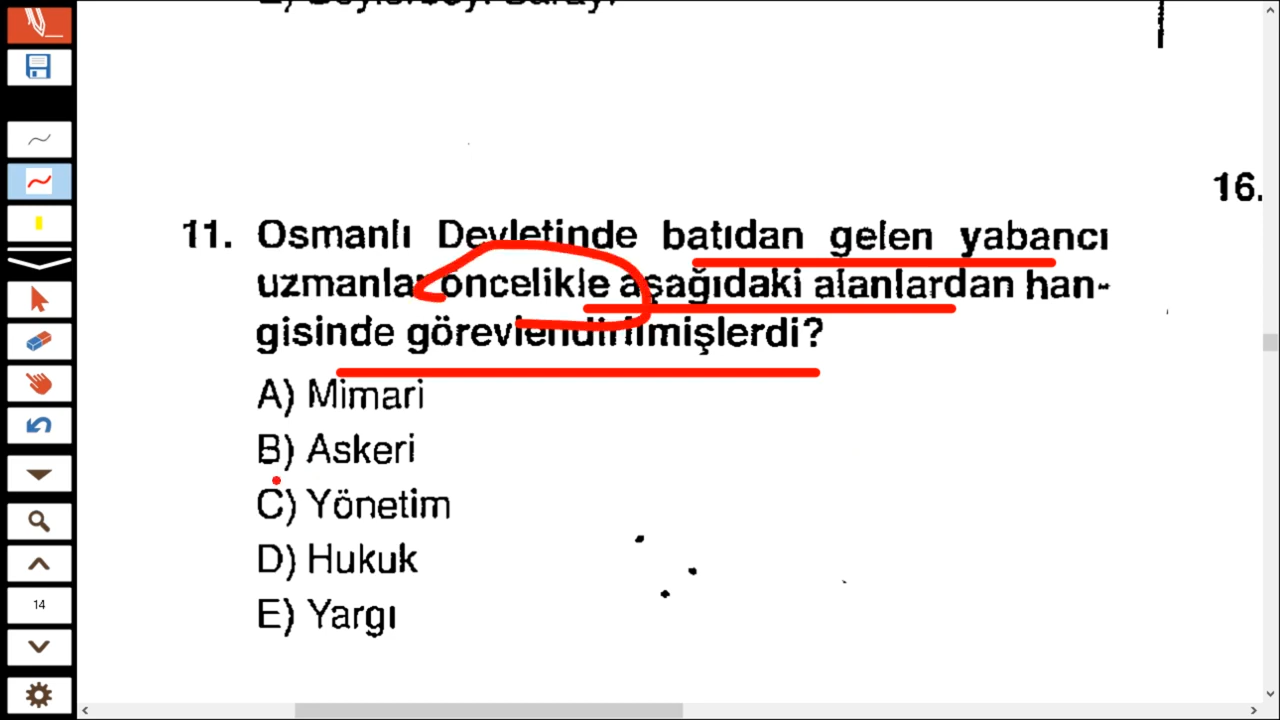 16.
11. Osmanlı Devletinde batıdan gelen yabancı
uzmanlar öncelikle aşağıdaki alanlardan han-
gisinde görevlendirilmişlerdi?
A) Mimari
B) Askeri
C) Yönetim
D) Hukuk
E) Yargı
14